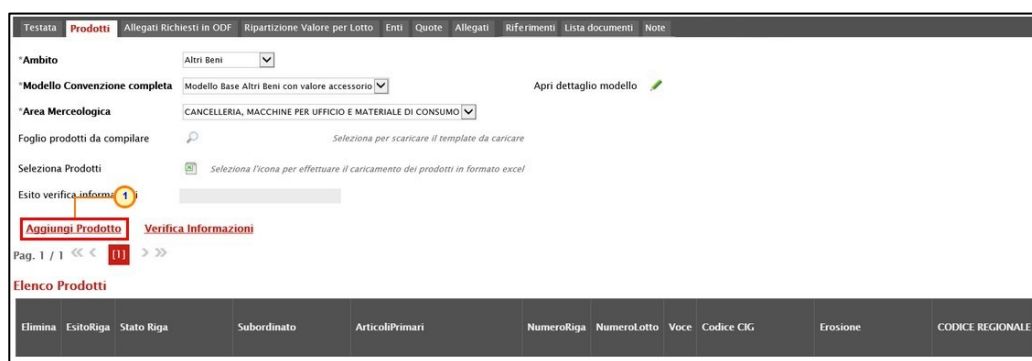 Testata Prodotti Allegati Richiesti in ODF Ripartizione Valore per Lotto Enti Quote Allegati Riferimenti Lista documenti Note
*Ambito Altri Beni
*Modello Convenzione completa Modello Base Altri Beni con valore accessorio Apri dettaglio modello
*Area Merceologica CANCELLERIA, MACCHINE PER UFFICIO E MATERIALE DI CONSUMO
Foglio prodotti da compilare Seleziona per scaricare il template da caricare
Seleziona Prodotti Seleziona l'icona per effettuare il caricamento dei prodotti in formato excel
Esito verifica 1
Aggiungi Prodotto Verifica Informazioni
Pag. 1 / 1 << < [1] > >>
Elenco Prodotti
Elimina EsitoRiga Stato Riga Subordinato ArticoliPrimari NumeroRiga NumeroLotto Voce Codice CIG Erosione CODICE REGIONALE